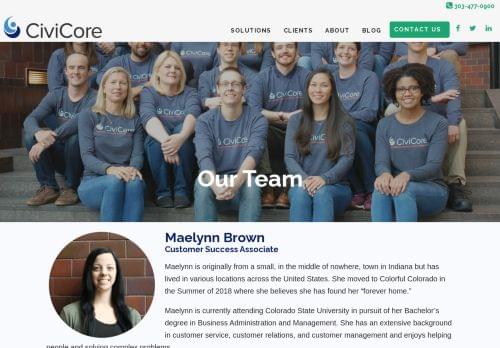 303-477-0900
CiviCore
SOLUTIONS CLIENTS ABOUT BLOG CONTACT US
CiviCore CiviCore CiviCore CiviCore CiviCore
Our Team
Maelynn Brown
Customer Success Associate
Maelynn is originally from a small, in the middle of nowhere, town in Indiana but has
lived in various locations across the United States. She moved to Colorful Colorado in
the Summer of 2018 where she believes she has found her “forever home.”
Maelynn is currently attending Colorado State University in pursuit of her Bachelor’s
degree in Business Administration and Management. She has an extensive background
in customer service, customer relations, and customer management and enjoys helping
people and solving complex problems.